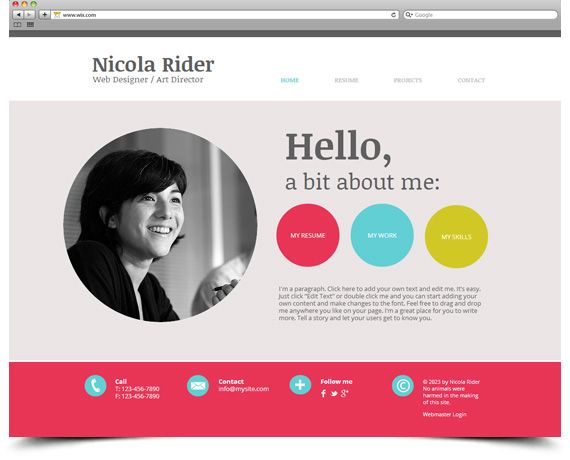 www.wix.com
Google
Nicola Rider
Web Designer / Art Director
HOME RESUME PROJECTS CONTACT
Hello,
a bit about me:
MY RESUME MY WORK MY SKILLS
I'm a paragraph. Click here to add your own text and edit me. It's easy.
Just click "Edit Text" or double click me and you can start adding your
own content and make changes to the font. Feel free to drag and drop
me anywhere you like on your page. I'm a great place for you to write
more. Tell a story and let your users get to know you.
Call
T: 123-456-7890
F: 123-456-7890
Contact
info@mysite.com
Follow me
© 2023 by Nicola Rider
No animals were
harmed in the making
of this site.
Webmaster Login